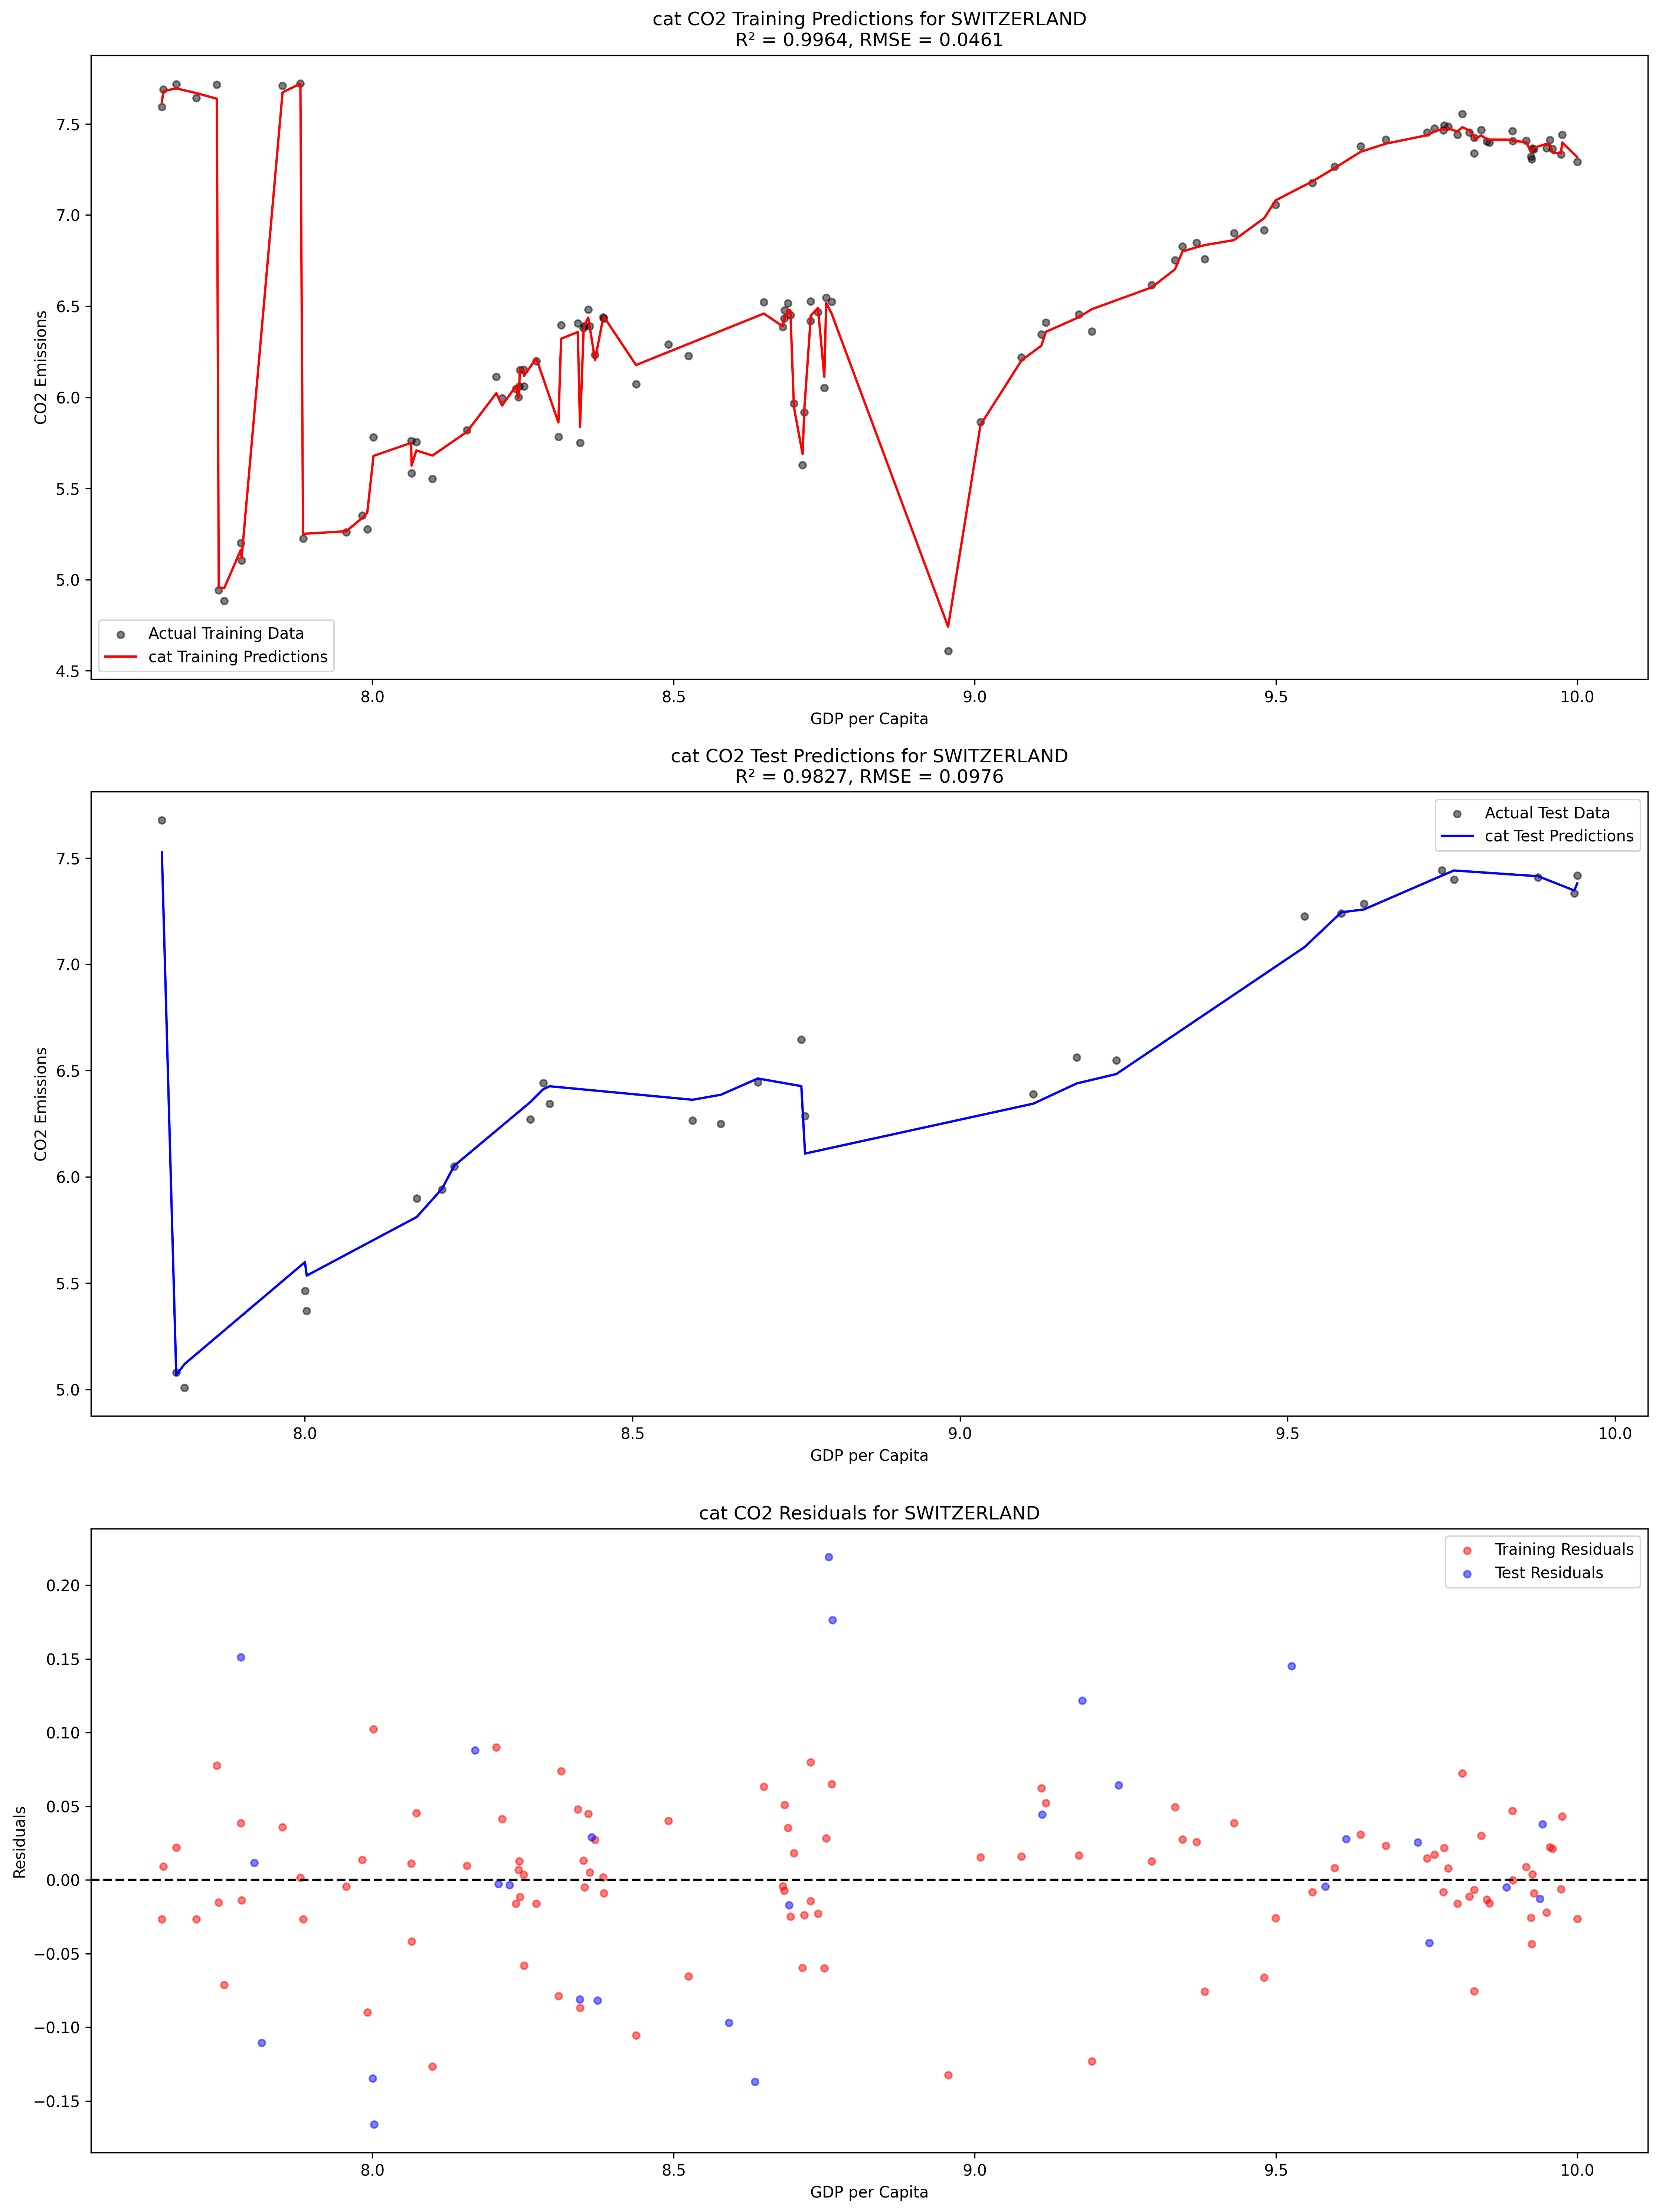 cat CO2 Training Predictions for SWITZERLAND
R² = 0.9964, RMSE = 0.0461
CO2 Emissions
7.5
7.0
6.5
6.0
5.5
5.0
4.5
Actual Training Data
cat Training Predictions
8.0
8.5
9.0
9.5
10.0
GDP per Capita
cat CO2 Test Predictions for SWITZERLAND
R² = 0.9827, RMSE = 0.0976
CO2 Emissions
7.5
7.0
6.5
6.0
5.5
5.0
Actual Test Data
cat Test Predictions
8.0
8.5
9.0
9.5
10.0
GDP per Capita
cat CO2 Residuals for SWITZERLAND
Residuals
0.20
0.15
0.10
0.05
0.00
−0.05
−0.10
−0.15
Training Residuals
Test Residuals
8.0
8.5
9.0
9.5
10.0
GDP per Capita